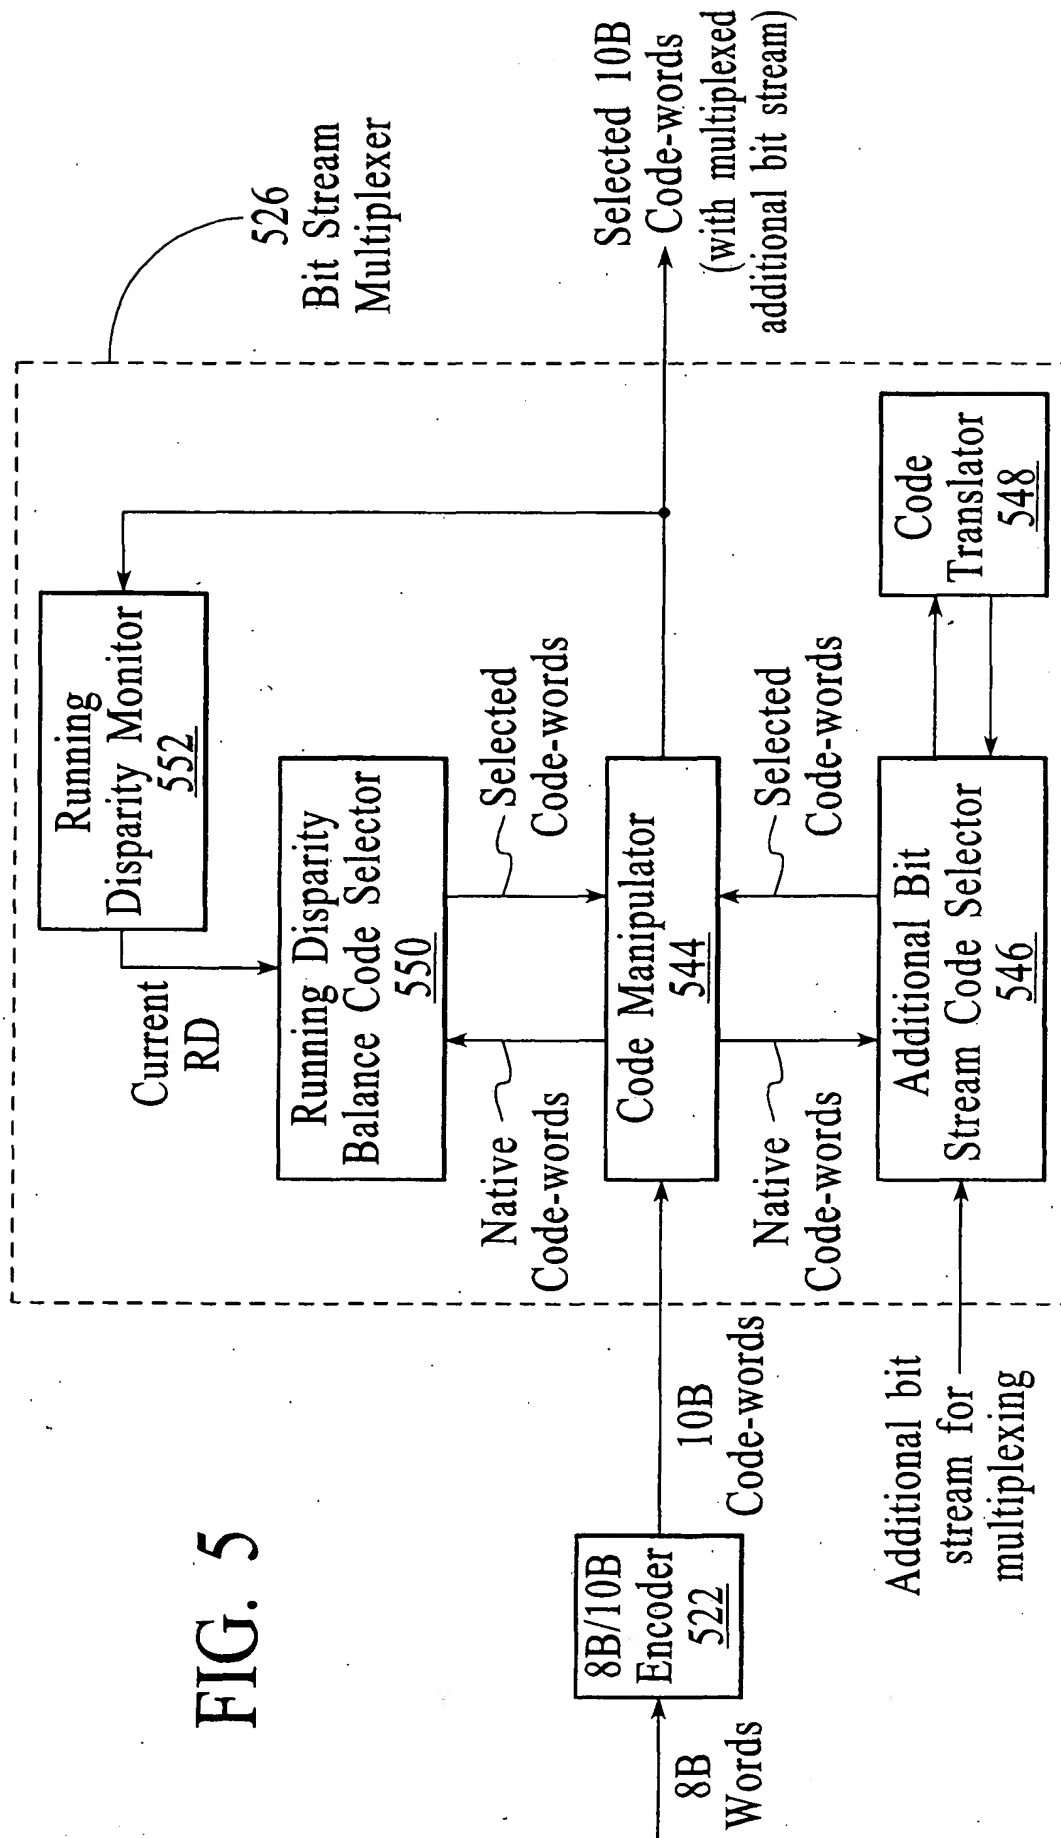 FIG. 5
526
Bit Stream
Multiplexer
Running
Disparity Monitor
552
Current
RD
Running Disparity
Balance Code Selector
550
Native
Code-words
Selected
Code-words
8B
Words
8B/10B
Encoder
522
10B
Code-words
Code Manipulator
544
Selected 10B
Code-words
(with multiplexed
additional bit stream)
Native
Code-words
Selected
Code-words
Additional bit
stream for
multiplexing
Additional Bit
Stream Code Selector
546
Code
Translator
548